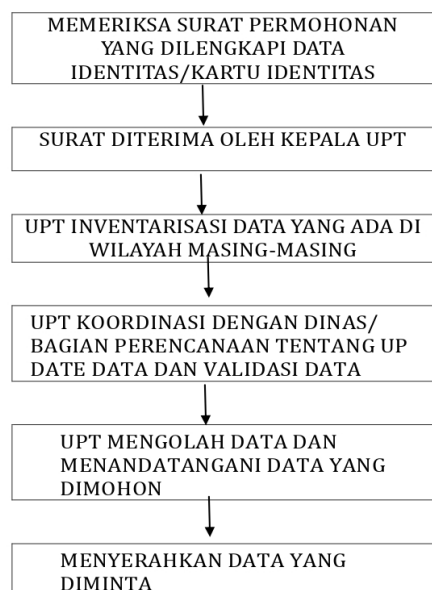 MEMERIKSA SURAT PERMOHONAN
YANG DILENGKAPI DATA
IDENTITAS/KARTU IDENTITAS
SURAT DITERIMA OLEH KEPALA UPT
UPT INVENTARISASI DATA YANG ADA DI
WILAYAH MASING-MASING
UPT KOORDINASI DENGAN DINAS/
BAGIAN PERENCANAAN TENTANG UP
DATE DATA DAN VALIDASI DATA
UPT MENGOLAH DATA DAN
MENANDATANGANI DATA YANG
DIMOHON
MENYERAHKAN DATA YANG
DIMINTA